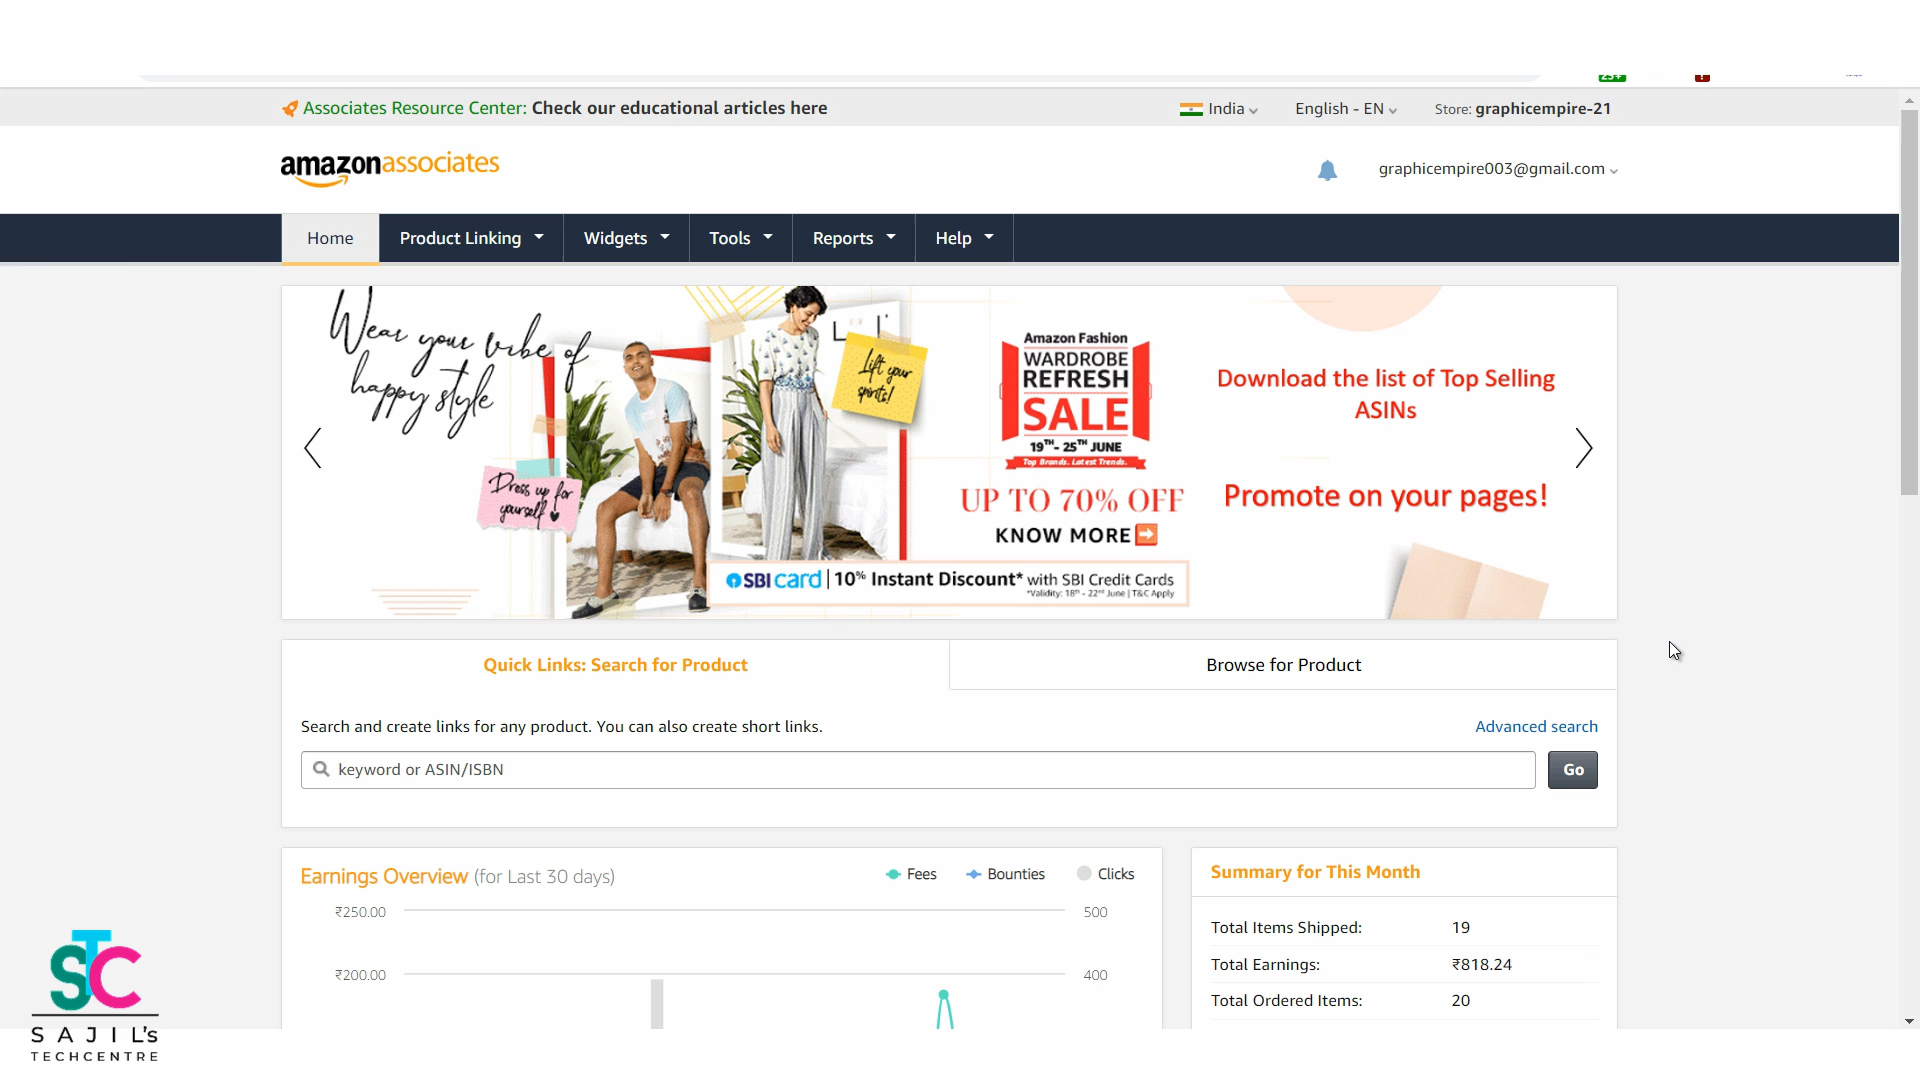 25+
Associates Resource Center: Check our educational articles here
India
English - EN
Store: graphicempire-21
amazonassociates
graphicempire003@gmail.com
Home
Product Linking
Widgets
Tools
Reports
Help
Wear your vibe of
happy style
Lift your
spirits!
Dress up for
yourself
Amazon Fashion
WARDROBE
REFRESH
SALE
19TH - 25TH JUNE
Top Brands. Latest Trends.
UP TO 70% OFF
KNOW MORE
SBI card | 10% Instant Discount* with SBI Credit Cards
*Validity: 18th - 22nd June | T&C Apply
Download the list of Top Selling
ASINs
Promote on your pages!
Quick Links: Search for Product
Browse for Product
Search and create links for any product. You can also create short links.
Advanced search
keyword or ASIN/ISBN
Go
Earnings Overview (for Last 30 days)
Fees
Bounties
Clicks
₹250.00
500
₹200.00
400
Summary for This Month
Total Items Shipped: 19
Total Earnings: ₹818.24
Total Ordered Items: 20
STC
SAJIL's
TECHCENTRE